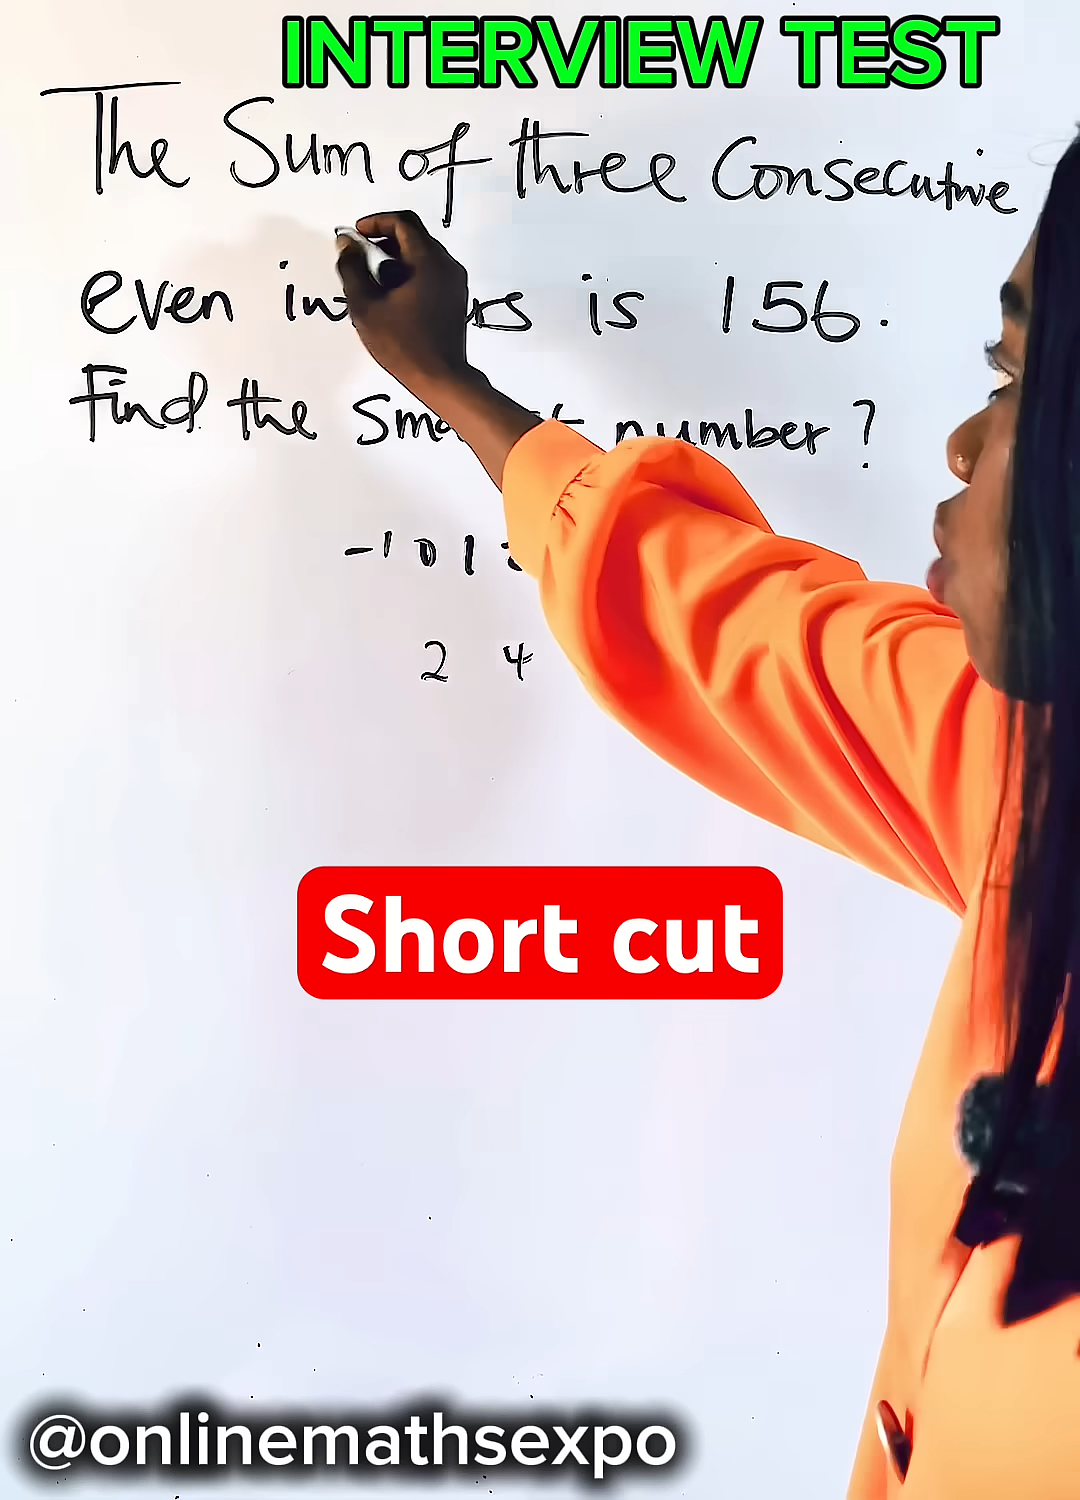 INTERVIEW TEST
The Sum of three Consecutive
even is 156.
Find the number?
-1 0 1
2 4
Short cut
@onlinemathsexpo